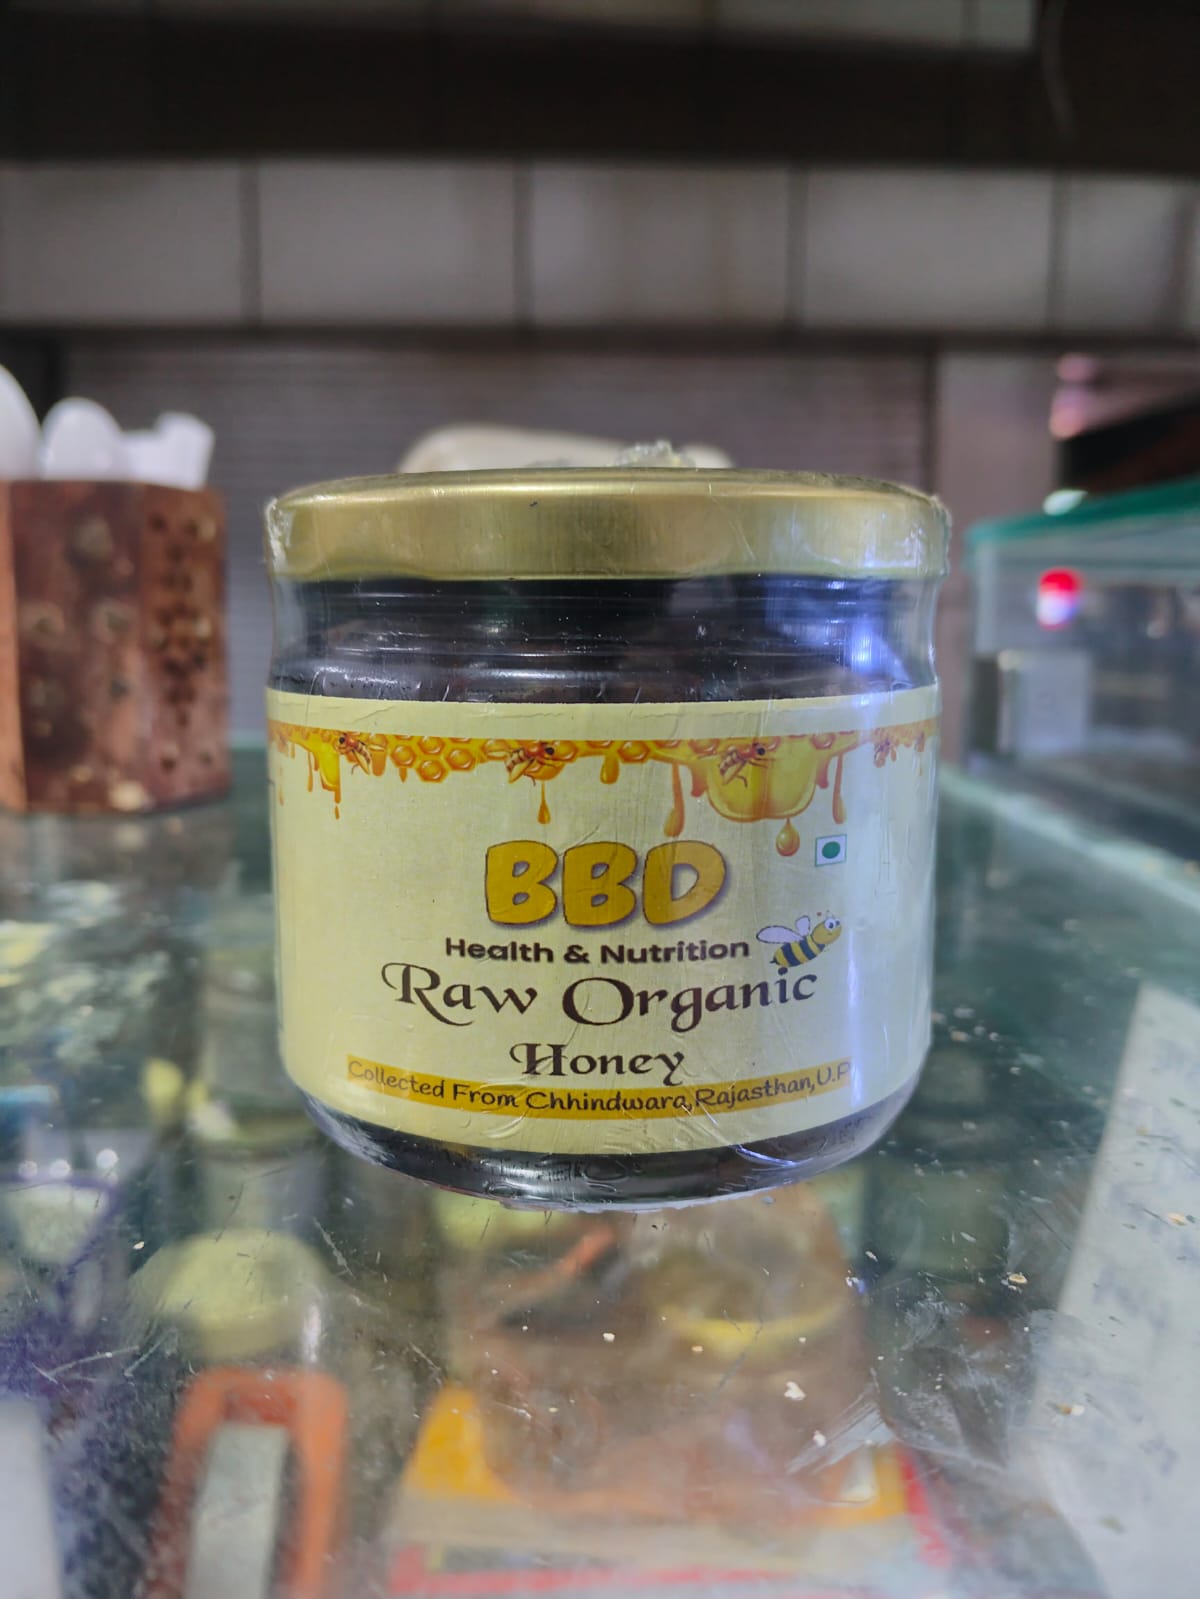 BBD
Health & Nutrition
Raw Organic
Honey
Collected From Chhindwara,Rajasthan,U.P